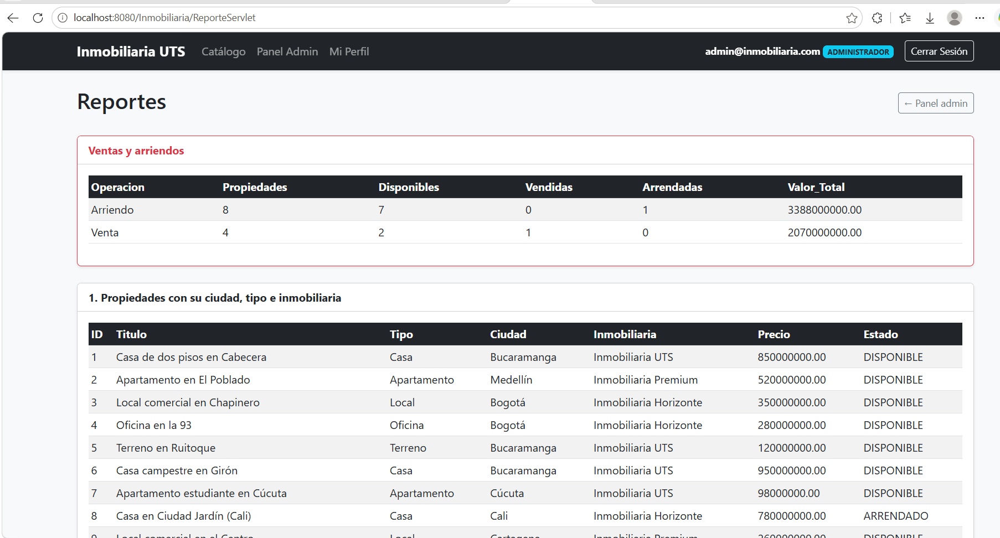 localhost:8080/Inmobiliaria/ReporteServlet
Inmobiliaria UTS Catálogo Panel Admin Mi Perfil admin@inmobiliaria.com ADMINISTRADOR Cerrar Sesión
Reportes ← Panel admin
Ventas y arriendos
Operacion Propiedades Disponibles Vendidas Arrendadas Valor_Total
Arriendo 8 7 0 1 3388000000.00
Venta 4 2 1 0 2070000000.00
1. Propiedades con su ciudad, tipo e inmobiliaria
ID Titulo Tipo Ciudad Inmobiliaria Precio Estado
1 Casa de dos pisos en Cabecera Casa Bucaramanga Inmobiliaria UTS 850000000.00 DISPONIBLE
2 Apartamento en El Poblado Apartamento Medellín Inmobiliaria Premium 520000000.00 DISPONIBLE
3 Local comercial en Chapinero Local Bogotá Inmobiliaria Horizonte 350000000.00 DISPONIBLE
4 Oficina en la 93 Oficina Bogotá Inmobiliaria Horizonte 280000000.00 DISPONIBLE
5 Terreno en Ruitoque Terreno Bucaramanga Inmobiliaria UTS 120000000.00 DISPONIBLE
6 Casa campestre en Girón Casa Bucaramanga Inmobiliaria UTS 950000000.00 DISPONIBLE
7 Apartamento estudiante en Cúcuta Apartamento Cúcuta Inmobiliaria UTS 98000000.00 DISPONIBLE
8 Casa en Ciudad Jardín (Cali) Casa Cali Inmobiliaria Horizonte 780000000.00 ARRENDADO
9 Local comercial en el Centro Local Cartagena Inmobiliaria Premium 260000000.00 DISPONIBLE